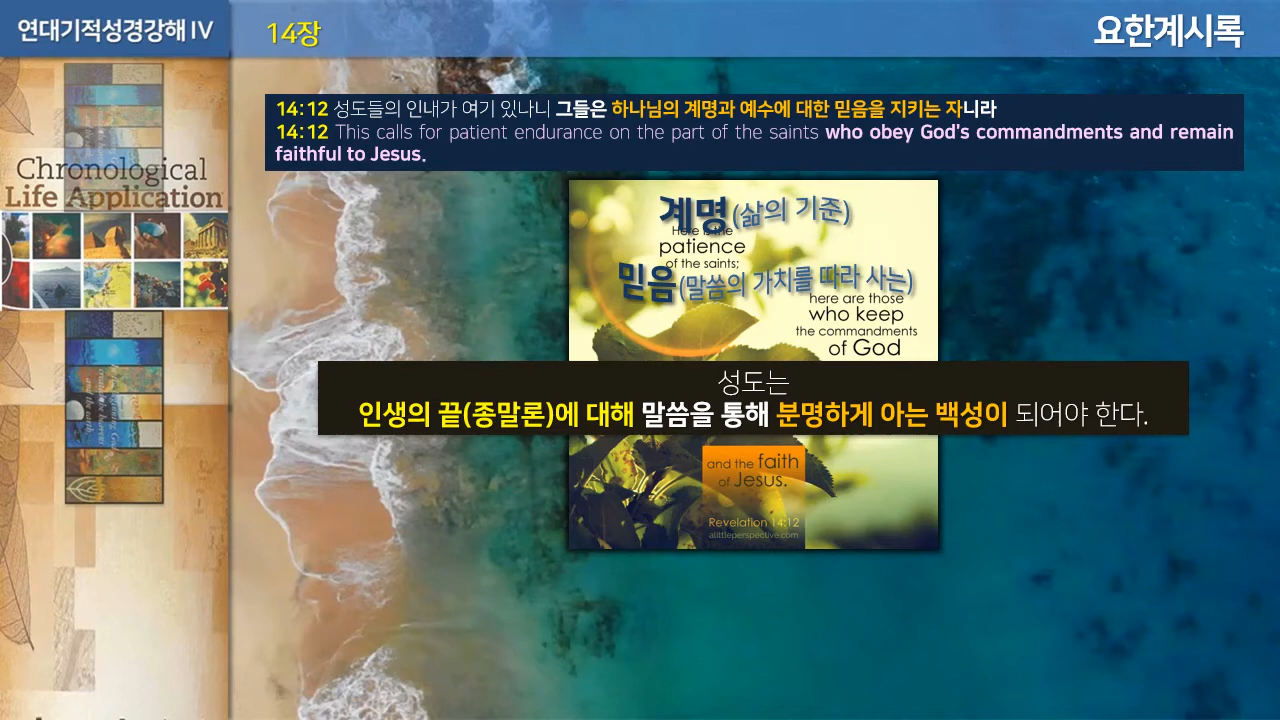 연대기적성경강해 IV
14장
요한계시록
Chronological
Life Application
14:12 성도들의 인내가 여기 있나니 그들은 하나님의 계명과 예수에 대한 믿음을 지키는 자니라
14:12 This calls for patient endurance on the part of the saints who obey God's commandments and remain
faithful to Jesus.
계명(삶의 기준)
Here is the
patience
of the saints;
믿음(말씀의 가치를 따라 사는)
here are those
who keep
the commandments
of God
성도는
인생의 끝(종말론)에 대해 말씀을 통해 분명하게 아는 백성이 되어야 한다.
and the faith
of Jesus.
Revelation 14:12
alittleperspective.com